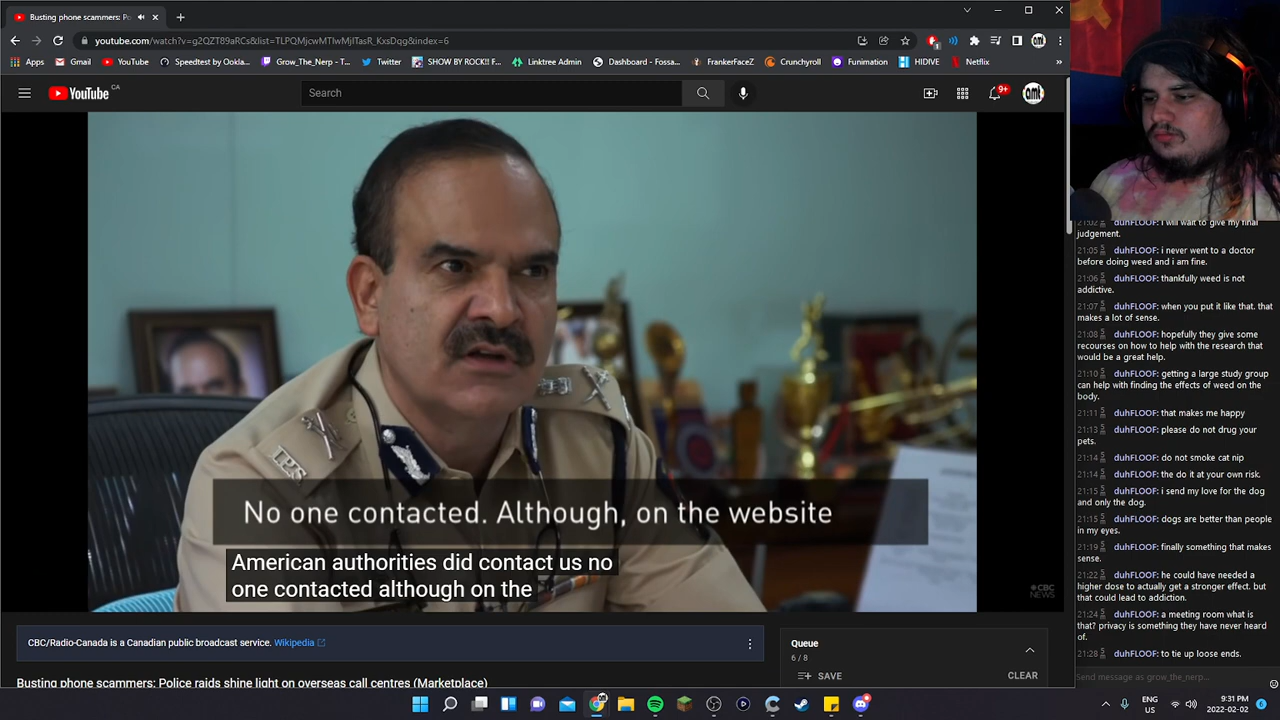 Busting phone scammers: Po
youtube.com/watch?v=g2QZT89aRCs&list=TLPQMjcwMTIwMjITasR_KxsDqg&index=6
Apps
Gmail
YouTube
Speedtest by Ookla...
Grow_The_Nerp - T...
Twitter
SHOW BY ROCK!! F...
Linktree Admin
Dashboard - Fossa...
FrankerFaceZ
Crunchyroll
Funimation
HIDIVE
Netflix
»
YouTube CA
Search
9+
amt
IPS
No one contacted. Although, on the website
American authorities did contact us no
one contacted although on the
CBC
NEWS
CBC/Radio-Canada is a Canadian public broadcast service. Wikipedia
Busting phone scammers: Police raids shine light on overseas call centres (Marketplace)
Queue
6 / 8
SAVE
CLEAR
21:02 duhFLOOF: i will wait to give my final
judgement.
21:05 duhFLOOF: i never went to a doctor
before doing weed and i am fine.
21:06 duhFLOOF: thankfully weed is not
addictive.
21:07 duhFLOOF: when you put it like that. that
makes a lot of sense.
21:08 duhFLOOF: hopefully they give some
recourses on how to help with the research that
would be a great help.
21:10 duhFLOOF: getting a large study group
can help with finding the effects of weed on the
body.
21:11 duhFLOOF: that makes me happy
21:13 duhFLOOF: please do not drug your
pets.
21:14 duhFLOOF: do not smoke cat nip
21:14 duhFLOOF: the do it at your own risk.
21:15 duhFLOOF: i send my love for the dog
and only the dog.
21:15 duhFLOOF: dogs are better than people
in my eyes.
21:19 duhFLOOF: finally something that makes
sense.
21:22 duhFLOOF: he could have needed a
higher dose to actually get a stronger effect. but
that could lead to addiction.
21:24 duhFLOOF: a meeting room what is
that? privacy is something they have never heard
of.
21:28 duhFLOOF: to tie up loose ends.
Send message as grow_the_nerp...
ENG
US
9:31 PM
2022-02-02